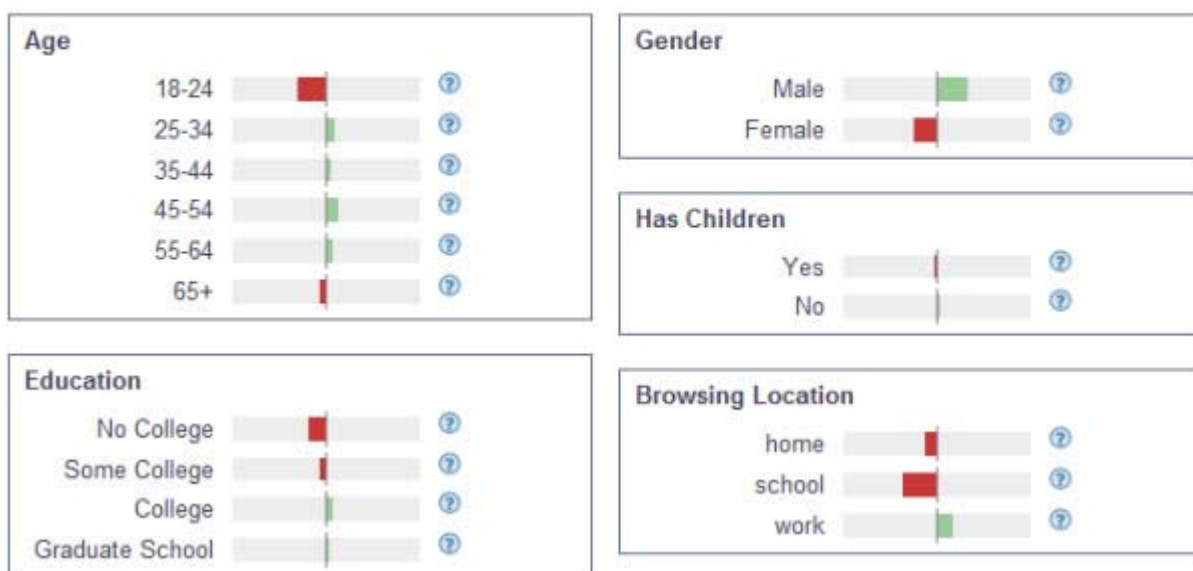 Age
18-24 ?
25-34 ?
35-44 ?
45-54 ?
55-64 ?
65+ ?
Education
No College ?
Some College ?
College ?
Graduate School ?
Gender
Male ?
Female ?
Has Children
Yes ?
No ?
Browsing Location
home ?
school ?
work ?